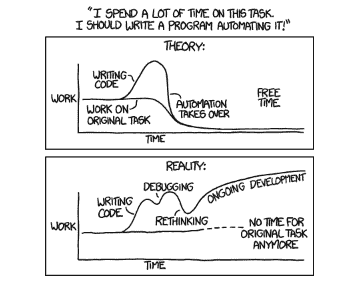 "I SPEND A LOT OF TIME ON THIS TASK.
I SHOULD WRITE A PROGRAM AUTOMATING IT!"
THEORY:
WRITING
CODE
WORK
WORK ON
ORIGINAL TASK
AUTOMATION
TAKES OVER
FREE
TIME
TIME
REALITY:
WRITING
CODE
DEBUGGING
RETHINKING
ONGOING DEVELOPMENT
WORK
NO TIME FOR
ORIGINAL TASK
ANYMORE
TIME